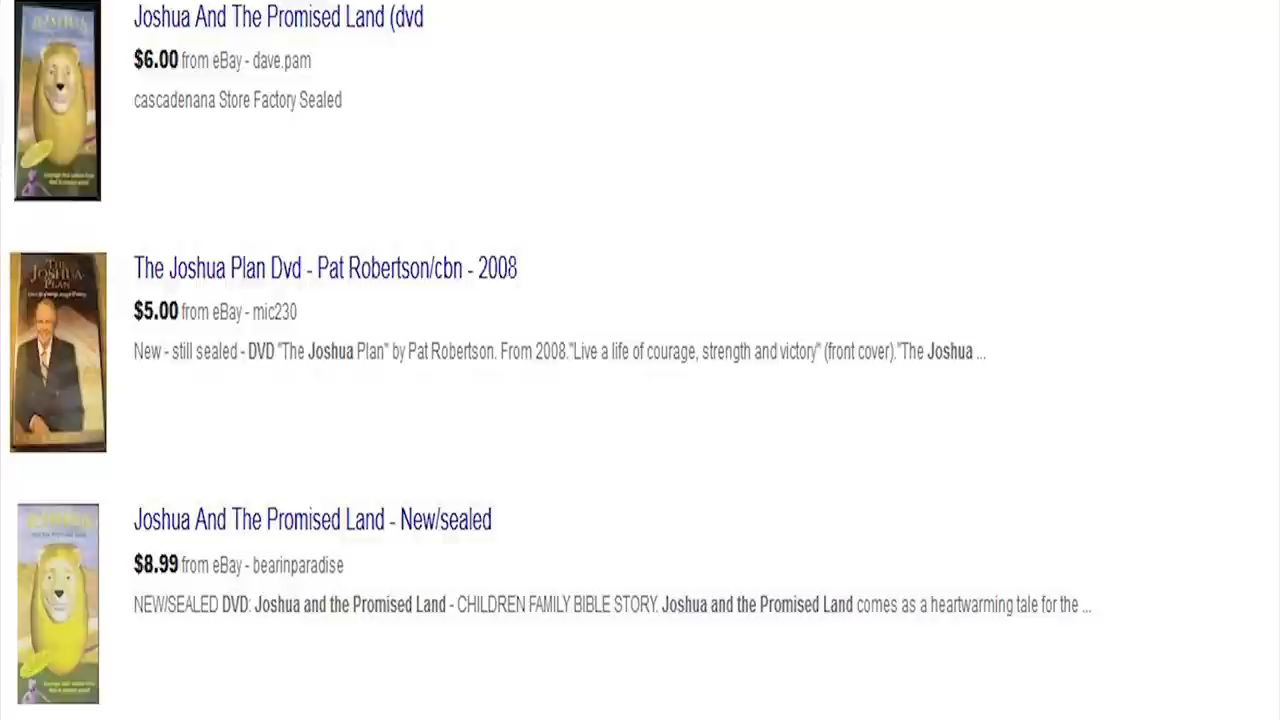 Joshua And The Promised Land (dvd
$6.00 from eBay - dave.pam
cascadenana Store Factory Sealed
THE
JOSHUA
PLAN
The Joshua Plan Dvd - Pat Robertson/cbn - 2008
$5.00 from eBay - mic230
New - still sealed - DVD "The Joshua Plan" by Pat Robertson. From 2008."Live a life of courage, strength and victory" (front cover)."The Joshua ...
Joshua And The Promised Land - New/sealed
$8.99 from eBay - bearinparadise
NEW/SEALED DVD: Joshua and the Promised Land - CHILDREN FAMILY BIBLE STORY. Joshua and the Promised Land comes as a heartwarming tale for the ...